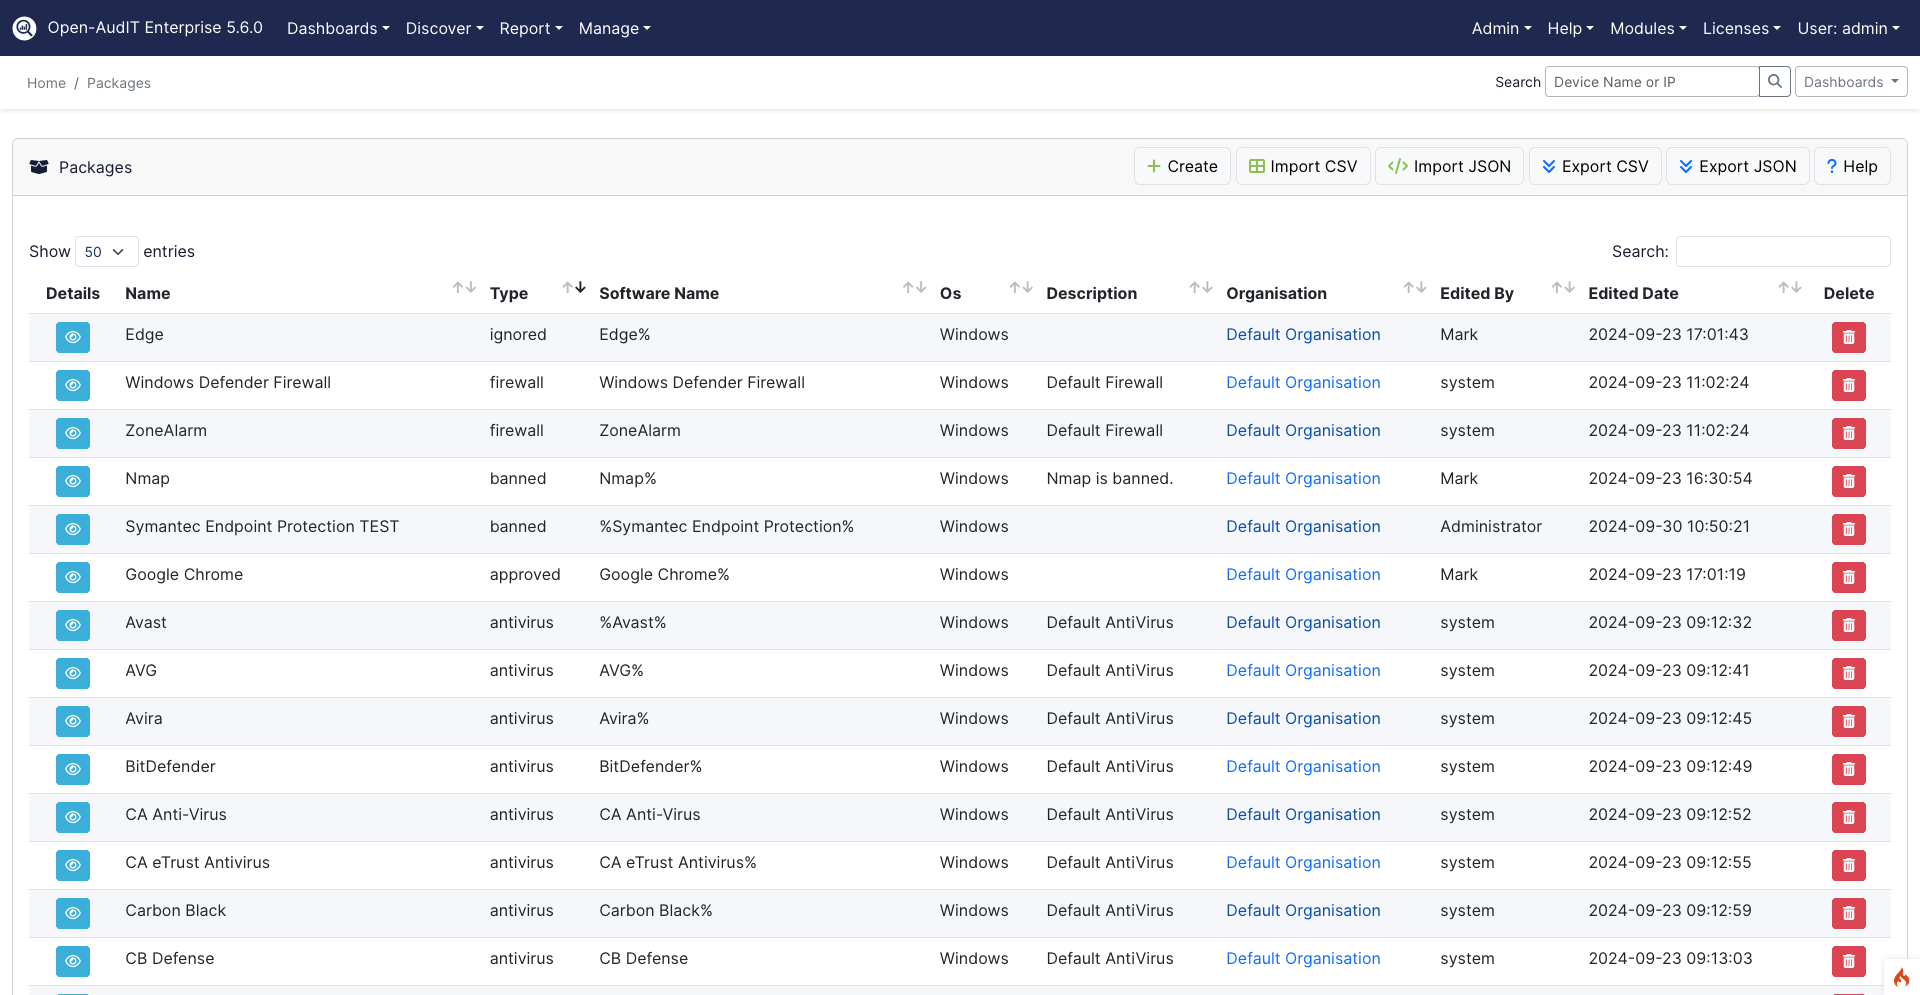 Open-AudIT Enterprise 5.6.0 Dashboards Discover Report Manage Admin Help Modules Licenses User: admin
Home / Packages Search Device Name or IP Dashboards
Packages Create Import CSV Import JSON Export CSV Export JSON ? Help
Show 50 entries Search:
Details Name Type Software Name Os Description Organisation Edited By Edited Date Delete
Edge ignored Edge% Windows Default Organisation Mark 2024-09-23 17:01:43
Windows Defender Firewall firewall Windows Defender Firewall Windows Default Firewall Default Organisation system 2024-09-23 11:02:24
ZoneAlarm firewall ZoneAlarm Windows Default Firewall Default Organisation system 2024-09-23 11:02:24
Nmap banned Nmap% Windows Nmap is banned. Default Organisation Mark 2024-09-23 16:30:54
Symantec Endpoint Protection TEST banned %Symantec Endpoint Protection% Windows Default Organisation Administrator 2024-09-30 10:50:21
Google Chrome approved Google Chrome% Windows Default Organisation Mark 2024-09-23 17:01:19
Avast antivirus %Avast% Windows Default AntiVirus Default Organisation system 2024-09-23 09:12:32
AVG antivirus AVG% Windows Default AntiVirus Default Organisation system 2024-09-23 09:12:41
Avira antivirus Avira% Windows Default AntiVirus Default Organisation system 2024-09-23 09:12:45
BitDefender antivirus BitDefender% Windows Default AntiVirus Default Organisation system 2024-09-23 09:12:49
CA Anti-Virus antivirus CA Anti-Virus Windows Default AntiVirus Default Organisation system 2024-09-23 09:12:52
CA eTrust Antivirus antivirus CA eTrust Antivirus% Windows Default AntiVirus Default Organisation system 2024-09-23 09:12:55
Carbon Black antivirus Carbon Black% Windows Default AntiVirus Default Organisation system 2024-09-23 09:12:59
CB Defense antivirus CB Defense Windows Default AntiVirus Default Organisation system 2024-09-23 09:13:03